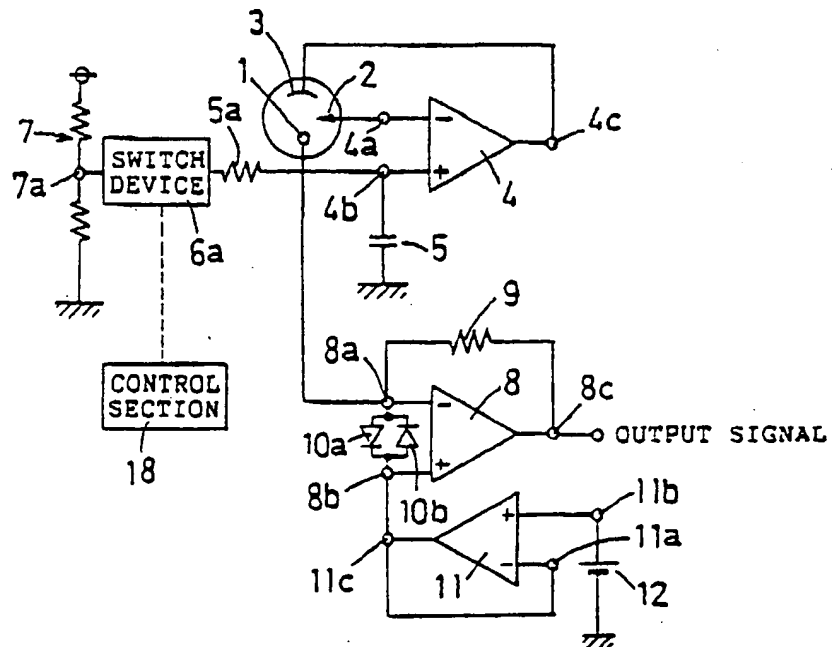 3
1
2
5a
7
4a
4c
SWITCH
DEVICE
7a
4b
4
6a
5
9
8a
8
8c
CONTROL
SECTION
10a
OUTPUT SIGNAL
18
8b
10b
11b
11a
11c
11
12